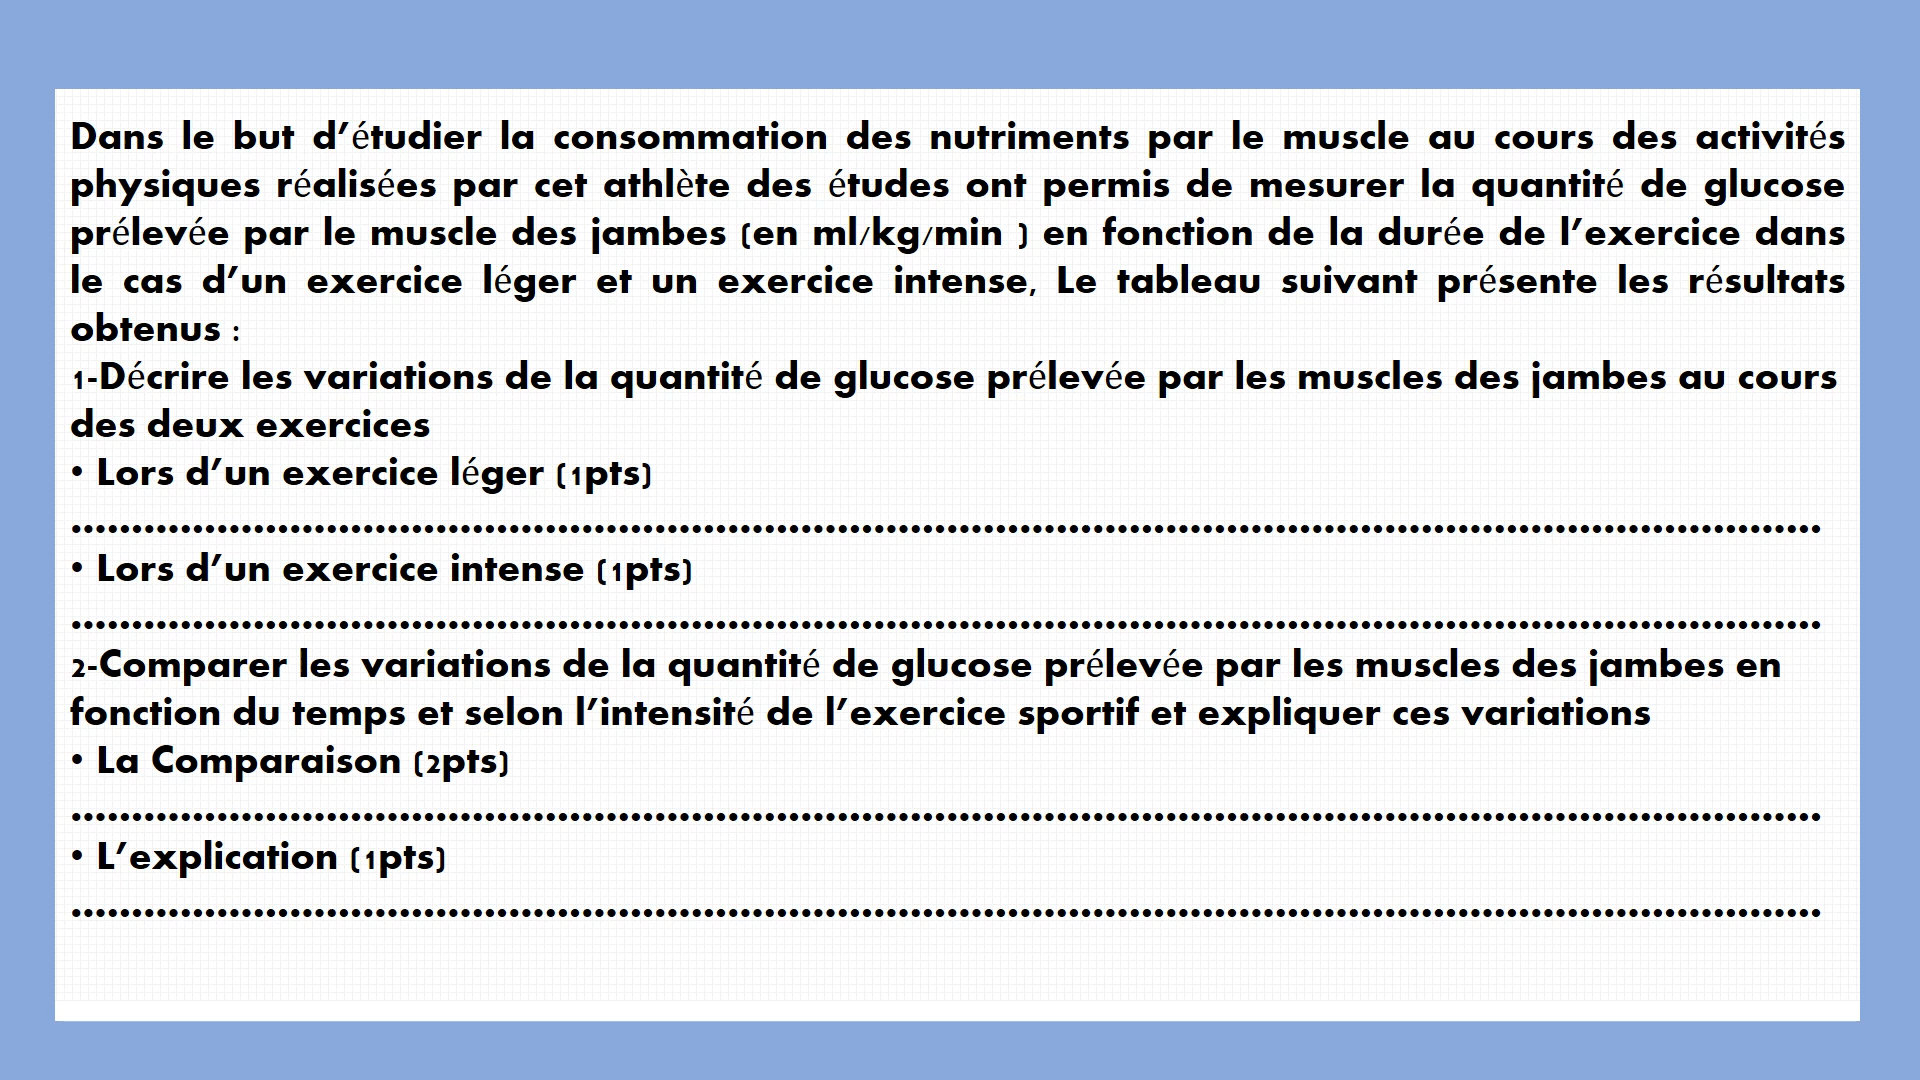 Dans le but d’étudier la consommation des nutriments par le muscle au cours des activités
physiques réalisées par cet athlète des études ont permis de mesurer la quantité de glucose
prélevée par le muscle des jambes (en ml/kg/min ) en fonction de la durée de l’exercice dans
le cas d’un exercice léger et un exercice intense, Le tableau suivant présente les résultats
obtenus :
1-Décrire les variations de la quantité de glucose prélevée par les muscles des jambes au cours
des deux exercices
• Lors d’un exercice léger (1pts)
................................................................................................................................................
• Lors d’un exercice intense (1pts)
................................................................................................................................................
2-Comparer les variations de la quantité de glucose prélevée par les muscles des jambes en
fonction du temps et selon l’intensité de l’exercice sportif et expliquer ces variations
• La Comparaison (2pts)
................................................................................................................................................
• L’explication (1pts)
................................................................................................................................................